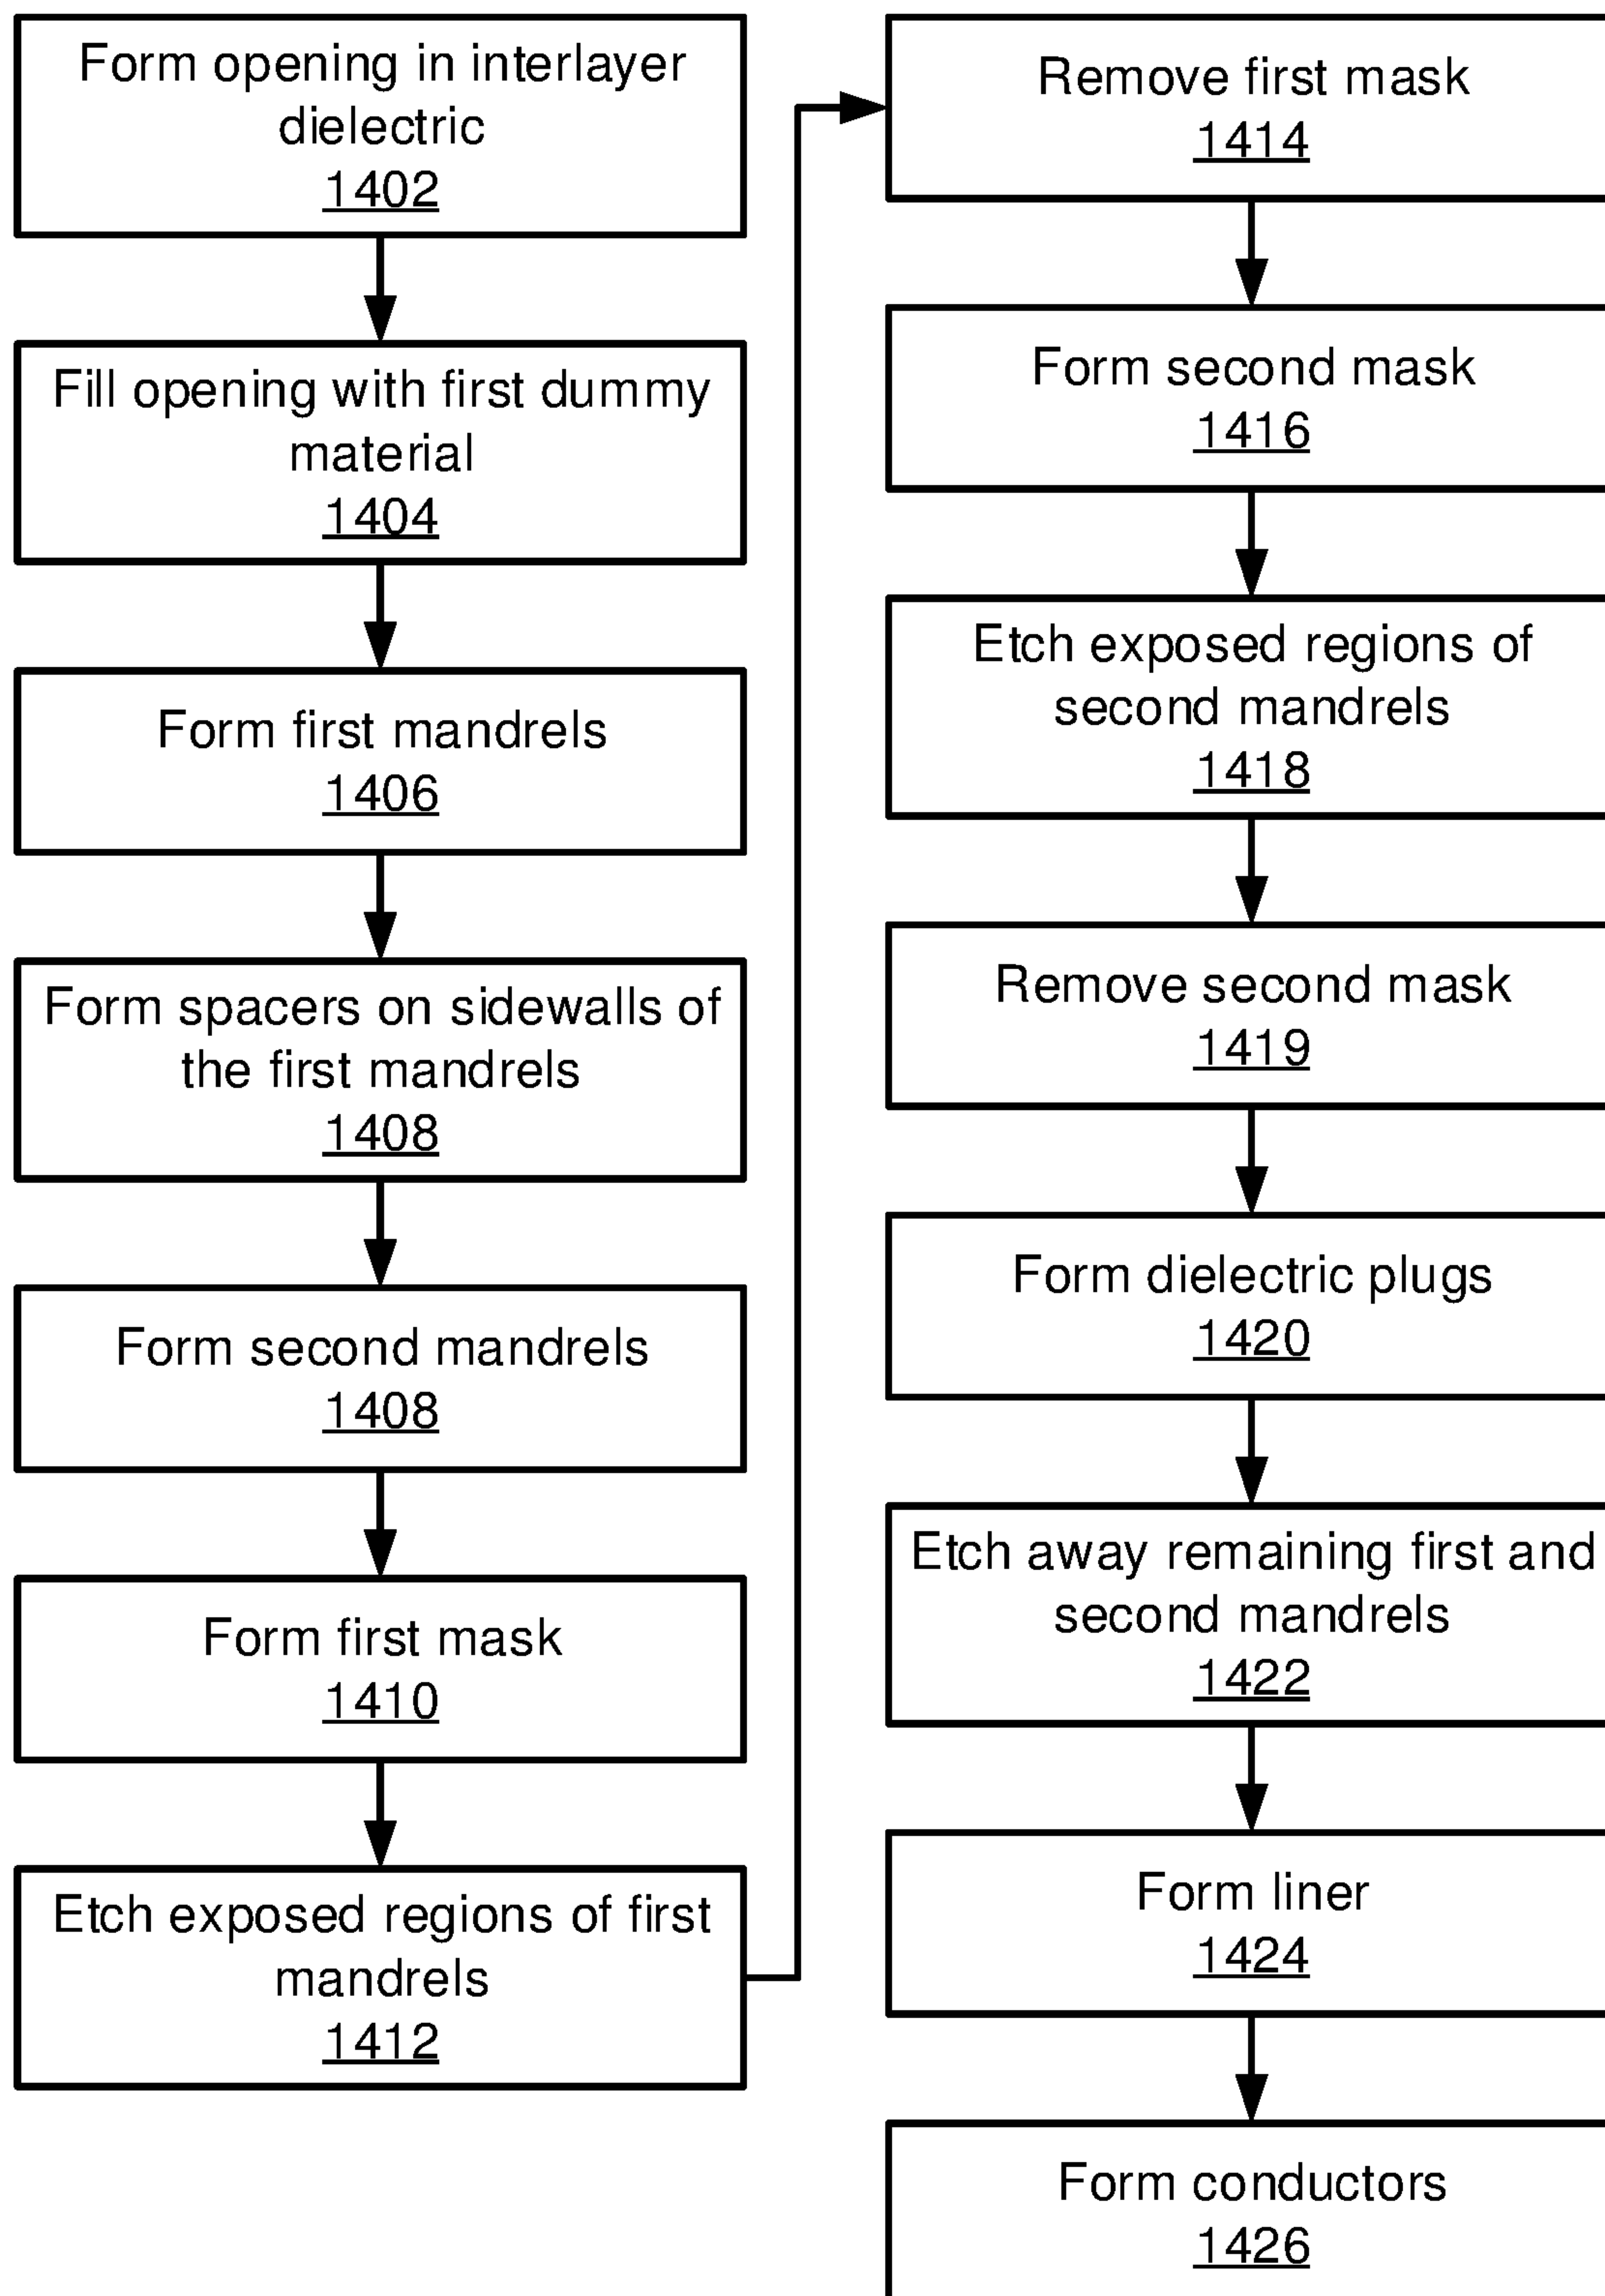 Form opening in interlayer
dielectric
1402
Fill opening with first dummy
material
1404
Form first mandrels
1406
Form spacers on sidewalls of
the first mandrels
1408
Form second mandrels
1408
Form first mask
1410
Etch exposed regions of first
mandrels
1412
Remove first mask
1414
Form second mask
1416
Etch exposed regions of
second mandrels
1418
Remove second mask
1419
Form dielectric plugs
1420
Etch away remaining first and
second mandrels
1422
Form liner
1424
Form conductors
1426